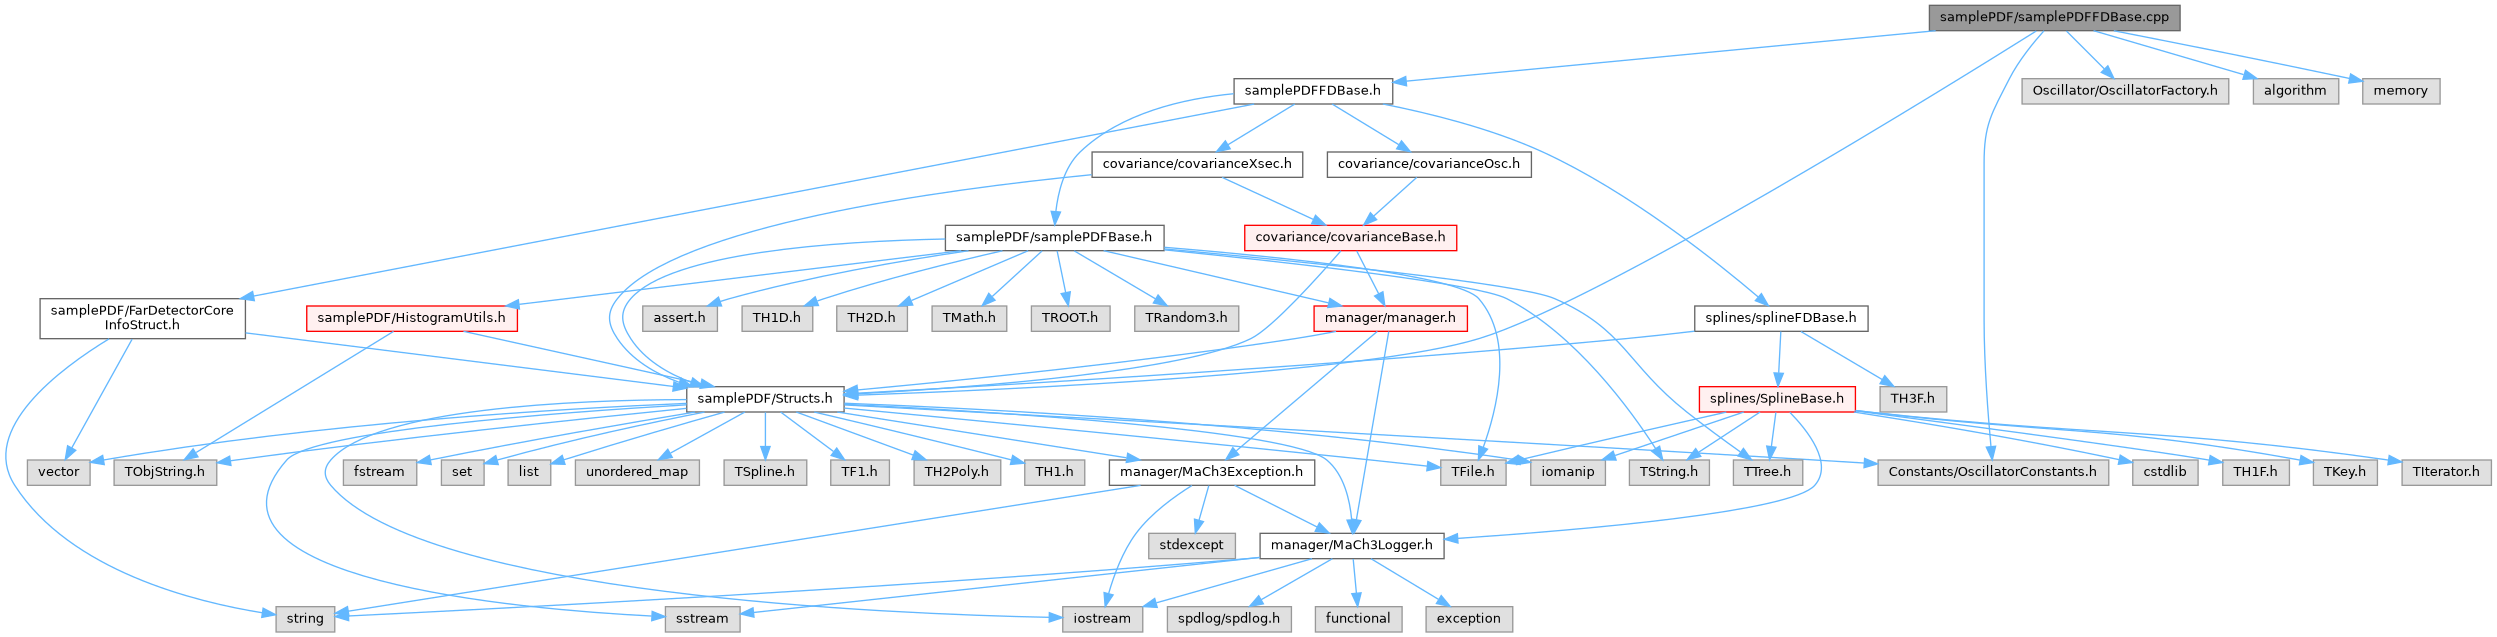 samplePDF/samplePDFFDBase.cpp
samplePDFFDBase.h
Oscillator/OscillatorFactory.h
algorithm
memory
covariance/covarianceXsec.h
covariance/covarianceOsc.h
samplePDF/samplePDFBase.h
covariance/covarianceBase.h
samplePDF/FarDetectorCore
InfoStruct.h
samplePDF/HistogramUtils.h
assert.h
TH1D.h
TH2D.h
TMath.h
TROOT.h
TRandom3.h
manager/manager.h
splines/splineFDBase.h
samplePDF/Structs.h
splines/SplineBase.h
TH3F.h
vector
TObjString.h
fstream
set
list
unordered_map
TSpline.h
TF1.h
TH2Poly.h
TH1.h
manager/MaCh3Exception.h
TFile.h
iomanip
TString.h
TTree.h
Constants/OscillatorConstants.h
cstdlib
TH1F.h
TKey.h
TIterator.h
stdexcept
manager/MaCh3Logger.h
string
sstream
iostream
spdlog/spdlog.h
functional
exception